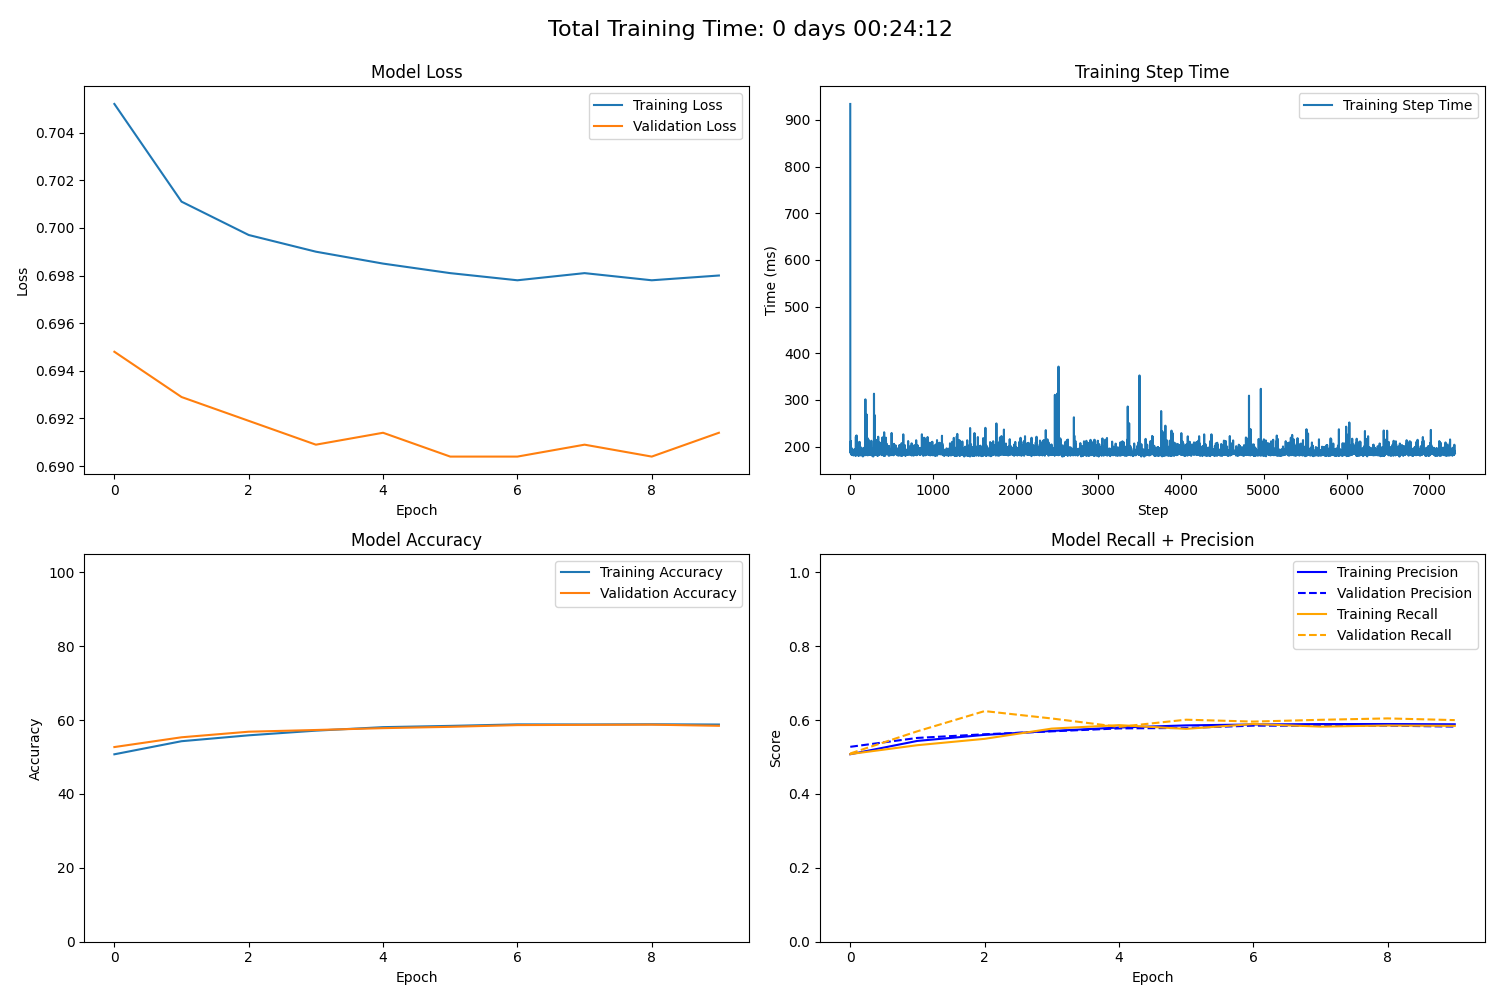 Total Training Time: 0 days 00:24:12
Model Loss
Training Loss
Validation Loss
0.704
0.702
0.700
0.698
0.696
0.694
0.692
0.690
Loss
0 2 4 6 8
Epoch
Training Step Time
Training Step Time
900
800
700
600
500
400
300
200
Time (ms)
0 1000 2000 3000 4000 5000 6000 7000
Step
Model Accuracy
Training Accuracy
Validation Accuracy
100
80
60
40
20
0
Accuracy
0 2 4 6 8
Epoch
Model Recall + Precision
Training Precision
Validation Precision
Training Recall
Validation Recall
1.0
0.8
0.6
0.4
0.2
0.0
Score
0 2 4 6 8
Epoch